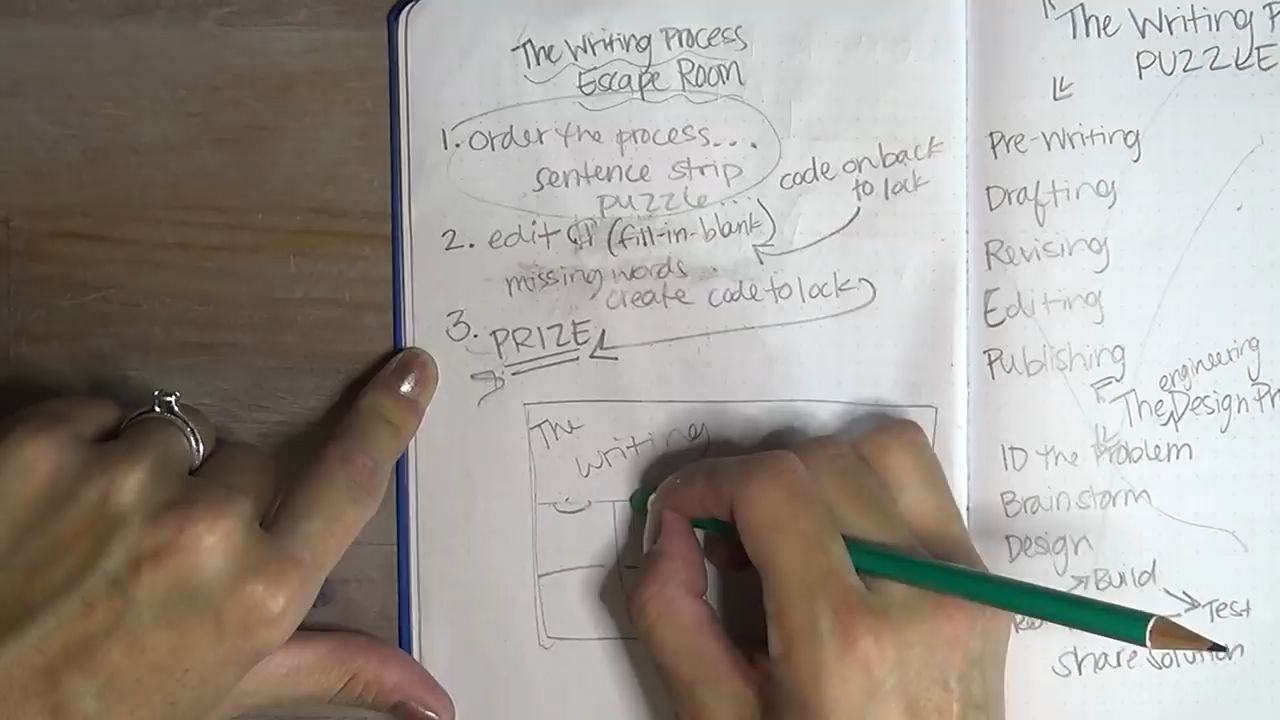 The Writing Process
Escape Room
1. order the process...
sentence strip
puzzle...
code on back
to lock
2. edit (fill-in-blank)
missing words...
create code to lock
3. PRIZE
The
writing
The Writing
PUZZLE
Pre-Writing
Drafting
Revising
Editing
Publishing
engineering
The Design
ID the Problem
Brainstorm
Design
Build
Test
share solution